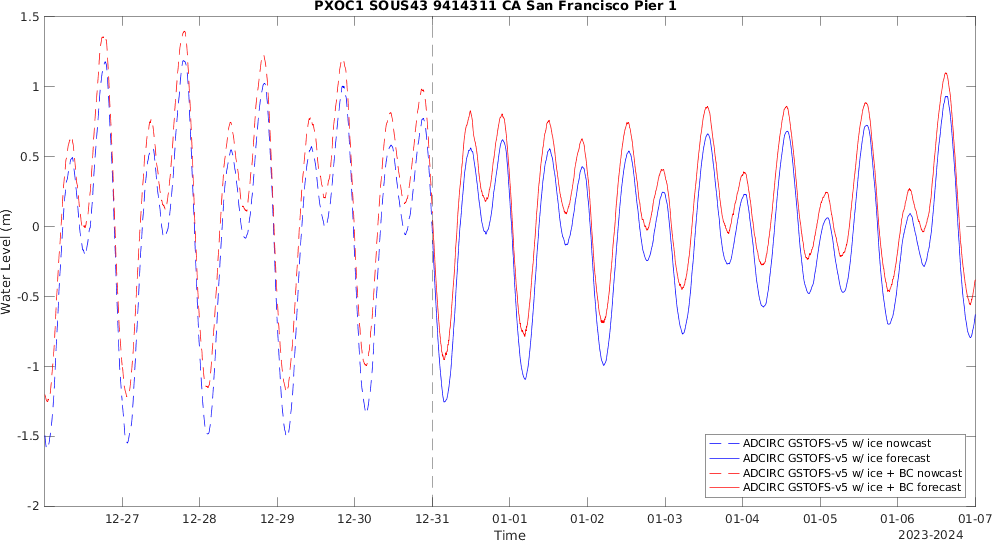 PXOC1 SOUS43 9414311 CA San Francisco Pier 1
1.5
1
0.5
0
-0.5
-1
-1.5
-2
Water Level (m)
12-27 12-28 12-29 12-30 12-31 01-01 01-02 01-03 01-04 01-05 01-06 01-07
Time
2023-2024
ADCIRC GSTOFS-v5 w/ ice nowcast
ADCIRC GSTOFS-v5 w/ ice forecast
ADCIRC GSTOFS-v5 w/ ice + BC nowcast
ADCIRC GSTOFS-v5 w/ ice + BC forecast